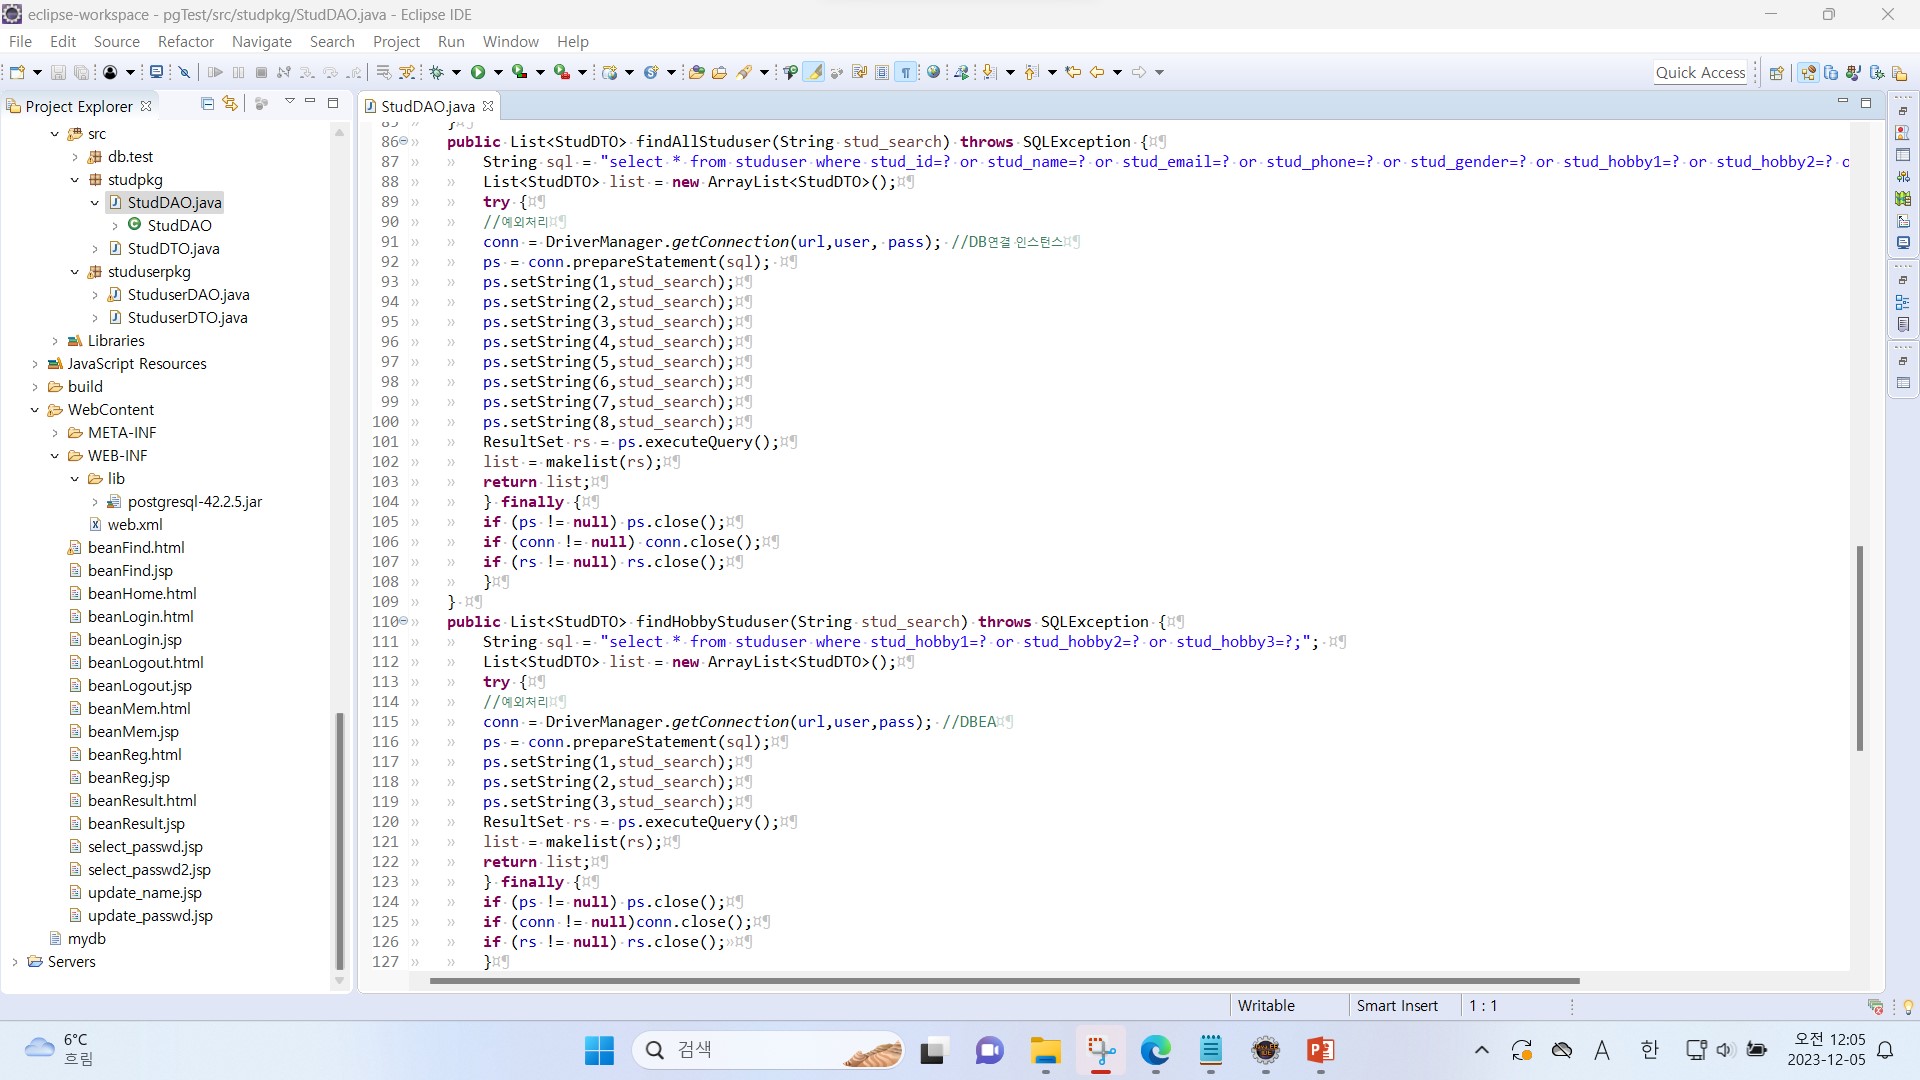 eclipse-workspace - pgTest/src/studpkg/StudDAO.java - Eclipse IDE
File Edit Source Refactor Navigate Search Project Run Window Help
Quick Access
Project Explorer
StudDAO.java
src
db.test
studpkg
StudDAO.java
StudDAO
StudDTO.java
studuserpkg
StuduserDAO.java
StuduserDTO.java
Libraries
JavaScript Resources
build
WebContent
META-INF
WEB-INF
lib
postgresql-42.2.5.jar
web.xml
beanFind.html
beanFind.jsp
beanHome.html
beanLogin.html
beanLogin.jsp
beanLogout.html
beanLogout.jsp
beanMem.html
beanMem.jsp
beanReg.html
beanReg.jsp
beanResult.html
beanResult.jsp
select_passwd.jsp
select_passwd2.jsp
update_name.jsp
update_passwd.jsp
mydb
Servers
85 }
86 public List<StudDTO> findAllStuduser(String stud_search) throws SQLException {
87 String sql = "select * from studuser where stud_id=? or stud_name=? or stud_email=? or stud_phone=? or stud_gender=? or stud_hobby1=? or stud_hobby2=? o
88 List<StudDTO> list = new ArrayList<StudDTO>();
89 try {
90 //예외처리
91 conn = DriverManager.getConnection(url,user, pass); //DB연결 인스턴스
92 ps = conn.prepareStatement(sql);
93 ps.setString(1,stud_search);
94 ps.setString(2,stud_search);
95 ps.setString(3,stud_search);
96 ps.setString(4,stud_search);
97 ps.setString(5,stud_search);
98 ps.setString(6,stud_search);
99 ps.setString(7,stud_search);
100 ps.setString(8,stud_search);
101 ResultSet rs = ps.executeQuery();
102 list = makelist(rs);
103 return list;
104 } finally {
105 if (ps != null) ps.close();
106 if (conn != null) conn.close();
107 if (rs != null) rs.close();
108 }
109 }
110 public List<StudDTO> findHobbyStuduser(String stud_search) throws SQLException {
111 String sql = "select * from studuser where stud_hobby1=? or stud_hobby2=? or stud_hobby3=?;";
112 List<StudDTO> list = new ArrayList<StudDTO>();
113 try {
114 //예외처리
115 conn = DriverManager.getConnection(url,user,pass); //DBEA
116 ps = conn.prepareStatement(sql);
117 ps.setString(1,stud_search);
118 ps.setString(2,stud_search);
119 ps.setString(3,stud_search);
120 ResultSet rs = ps.executeQuery();
121 list = makelist(rs);
122 return list;
123 } finally {
124 if (ps != null) ps.close();
125 if (conn != null)conn.close();
126 if (rs != null) rs.close();
127 }
Writable Smart Insert 1 : 1
6°C
흐림
검색
A 한
오전 12:05
2023-12-05